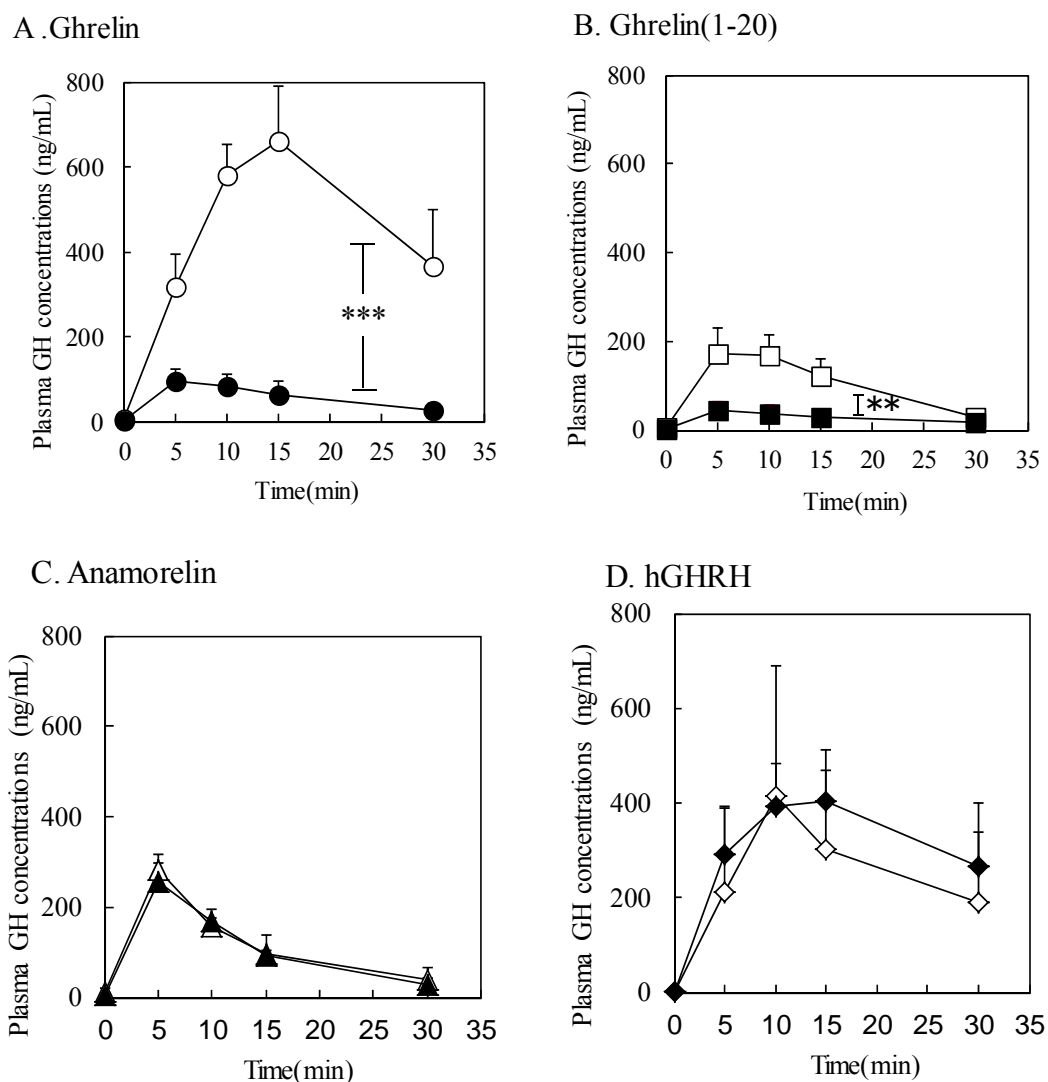 A .Ghrelin
Plasma GH concentrations (ng/mL)
800
600
400
200
0
***
0 5 10 15 20 25 30 35
Time(min)
B. Ghrelin(1-20)
Plasma GH concentrations (ng/mL)
800
600
400
200
0
**
0 5 10 15 20 25 30 35
Time(min)
C. Anamorelin
Plasma GH concentrations (ng/mL)
800
600
400
200
0
0 5 10 15 20 25 30 35
Time(min)
D. hGHRH
Plasma GH concentrations (ng/mL)
800
600
400
200
0
0 5 10 15 20 25 30 35
Time(min)